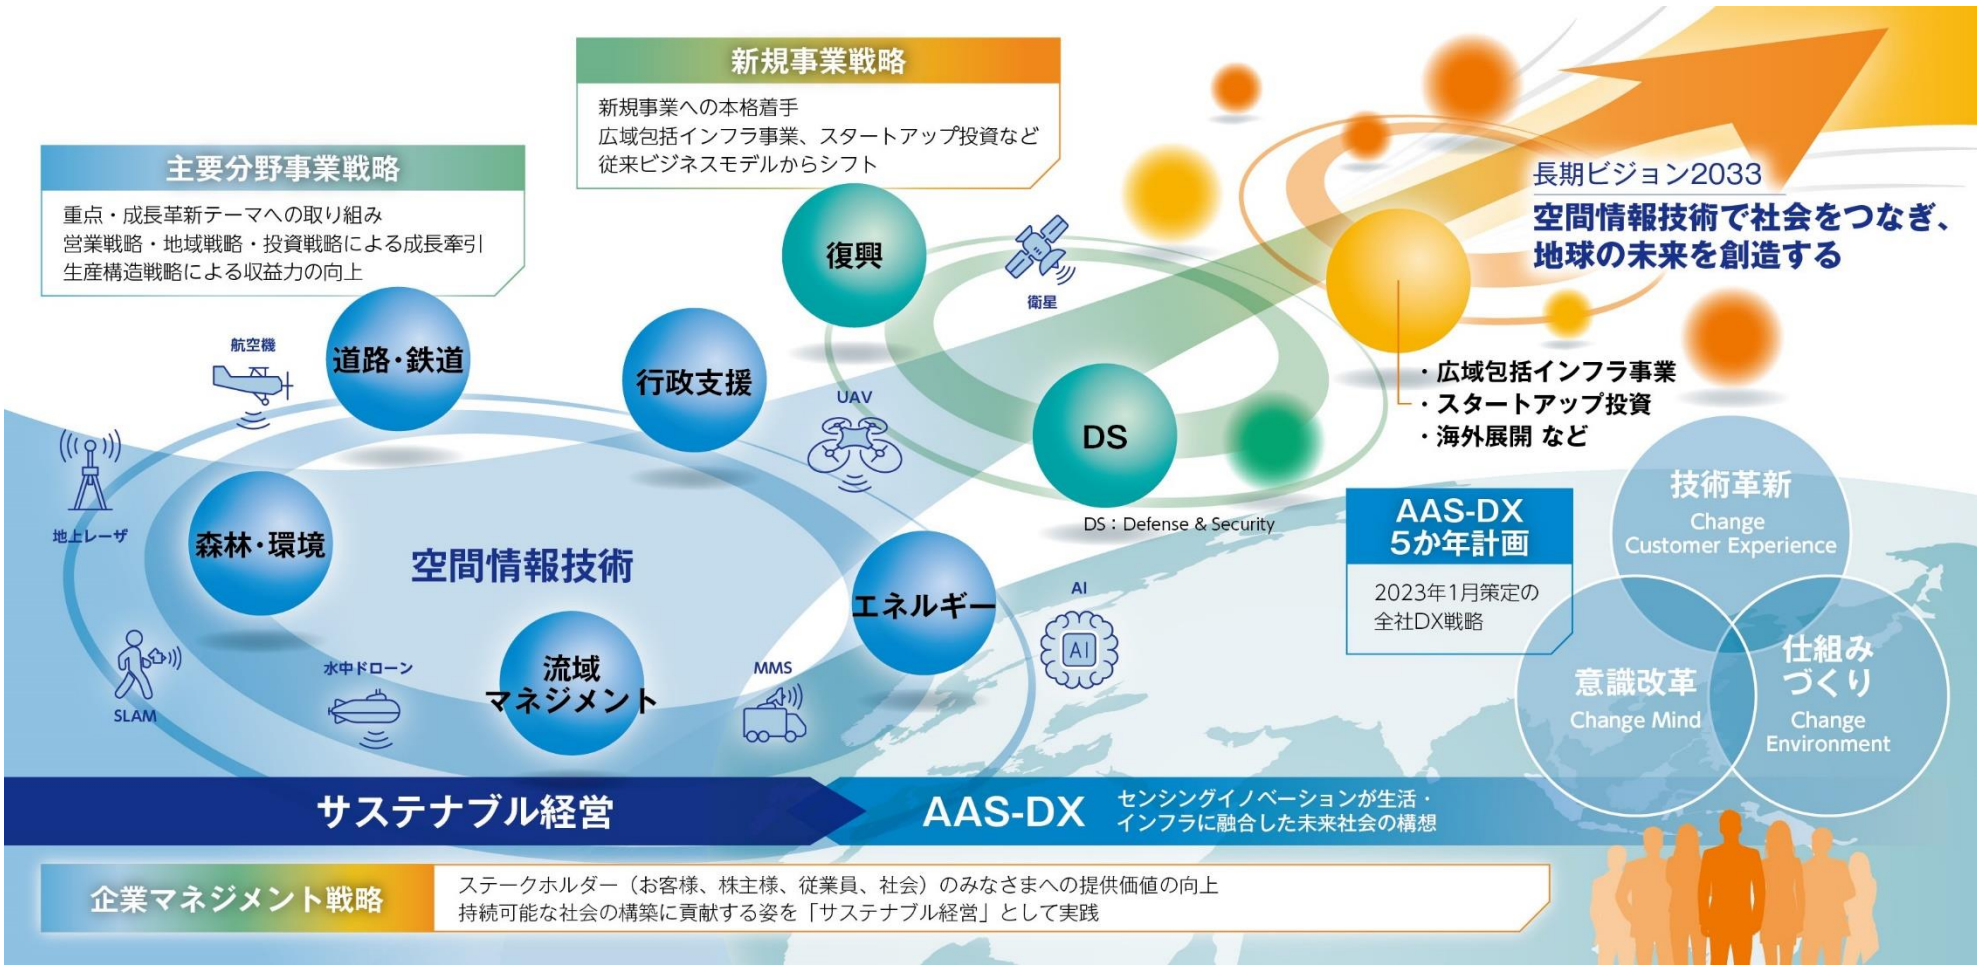 新規事業戦略
新規事業への本格着手
広域包括インフラ事業、スタートアップ投資など
従来ビジネスモデルからシフト
主要分野事業戦略
重点・成長革新テーマへの取り組み
営業戦略・地域戦略・投資戦略による成長牽引
生産構造戦略による収益力の向上
長期ビジョン2033
空間情報技術で社会をつなぎ、
地球の未来を創造する
復興
衛星
航空機
道路・鉄道
行政支援
UAV
DS
DS：Defense & Security
・広域包括インフラ事業
・スタートアップ投資
・海外展開 など
地上レーザ
森林・環境
空間情報技術
エネルギー
AI
AI
SLAM
水中ドローン
流域
マネジメント
MMS
AAS-DX
5か年計画
2023年1月策定の
全社DX戦略
技術革新
Change
Customer Experience
意識改革
Change Mind
仕組み
づくり
Change
Environment
サステナブル経営
AAS-DX
センシングイノベーションが生活・
インフラに融合した未来社会の構想
企業マネジメント戦略
ステークホルダー（お客様、株主様、従業員、社会）のみなさまへの提供価値の向上
持続可能な社会の構築に貢献する姿を「サステナブル経営」として実践